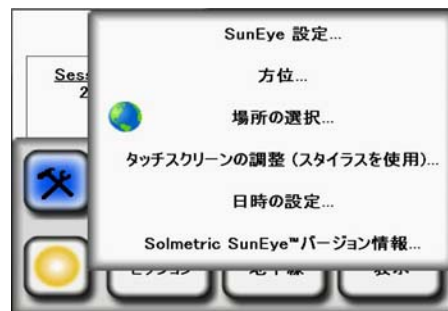 SunEye 設定...
方位...
場所の選択...
タッチスクリーンの調整 (スタイラスを使用)...
日時の設定...
Solmetric SunEye™バージョン情報...
Sess
2